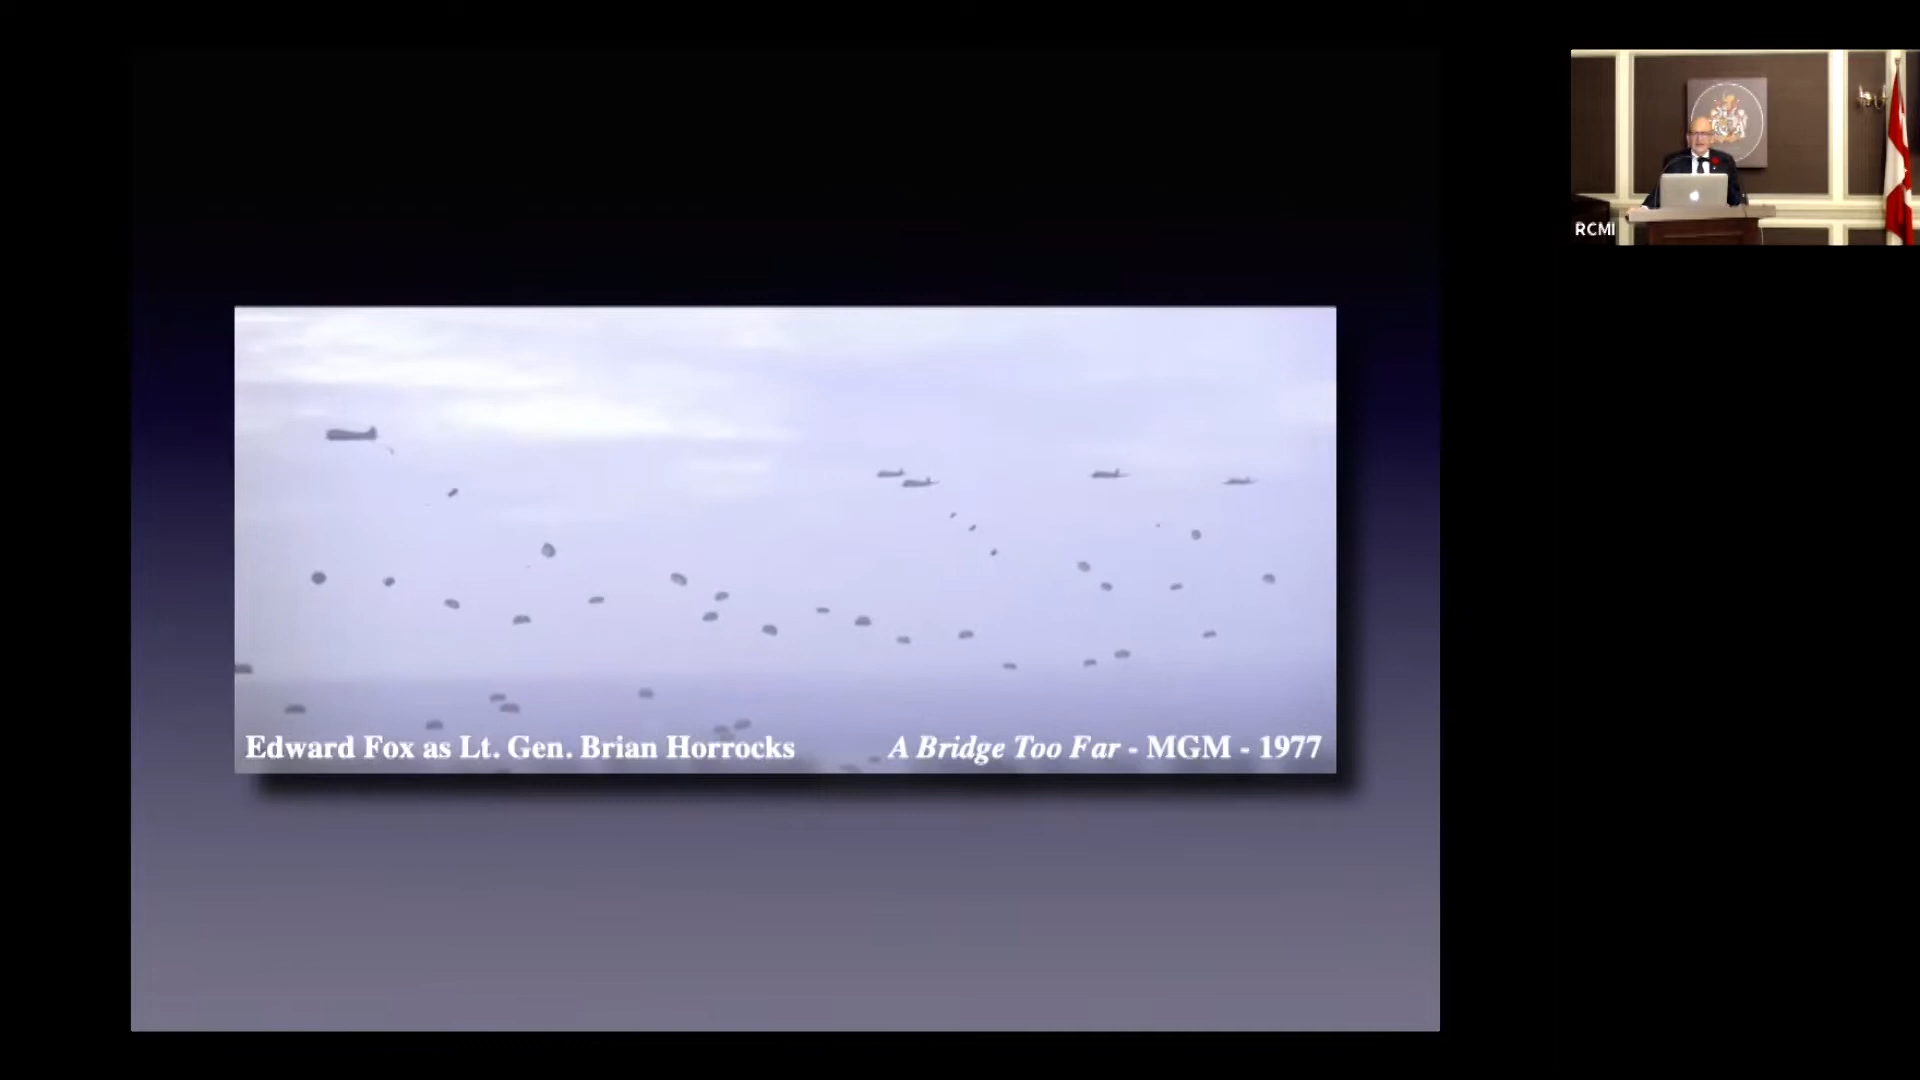 RCMI
Edward Fox as Lt. Gen. Brian Horrocks
A Bridge Too Far - MGM - 1977